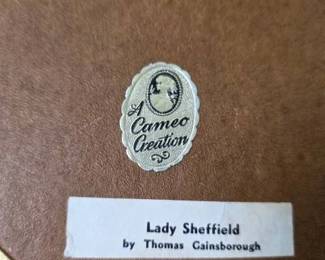 A
Cameo
Creation
Lady Sheffield
by Thomas Gainsborough